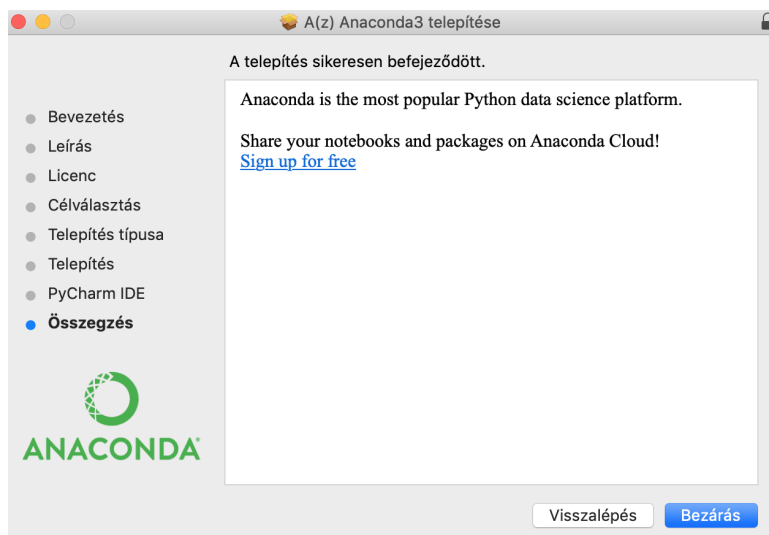 A(z) Anaconda3 telepítése
A telepítés sikeresen befejeződött.
Bevezetés
Leírás
Licenc
Célválasztás
Telepítés típusa
Telepítés
PyCharm IDE
Összegzés
ANACONDA®
Anaconda is the most popular Python data science platform.
Share your notebooks and packages on Anaconda Cloud!
Sign up for free
Visszalépés
Bezárás